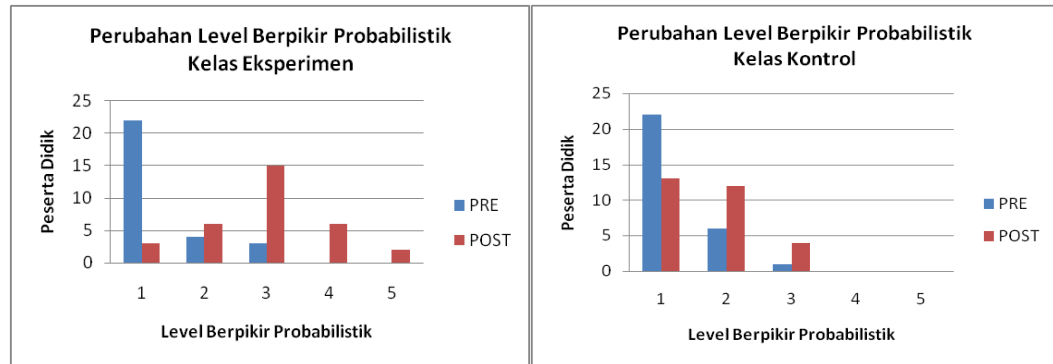 Perubahan Level Berpikir Probabilistik
Kelas Eksperimen
25
20
15
10
5
0
Peserta Didik
1 2 3 4 5
Level Berpikir Probabilistik
PRE
POST
Perubahan Level Berpikir Probabilistik
Kelas Kontrol
25
20
15
10
5
0
Peserta Didik
1 2 3 4 5
Level Berpikir Probabilistik
PRE
POST